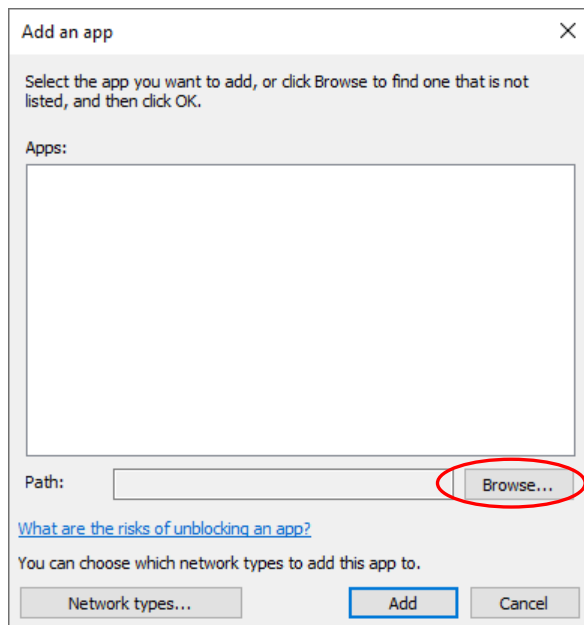 Add an app
Select the app you want to add, or click Browse to find one that is not
listed, and then click OK.
Apps:
Path:
Browse...
What are the risks of unblocking an app?
You can choose which network types to add this app to.
Network types...
Add
Cancel